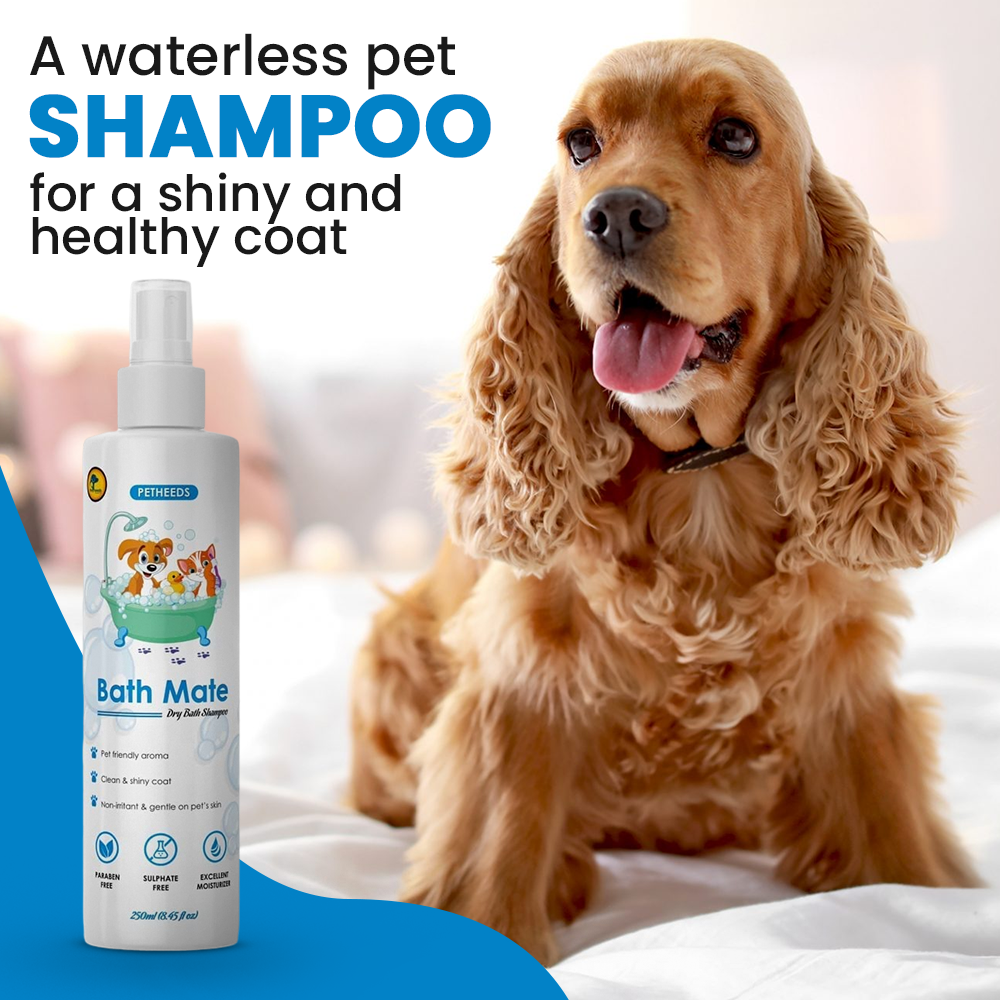 A waterless pet
SHAMPOO
for a shiny and
healthy coat
PETHEEDS
Bath Mate
Dry Bath Shampoo
Pet friendly aroma
Clean & shiny coat
Non-irritant & gentle on pet's skin
PARABEN
FREE
SULPHATE
FREE
EXCELLENT
MOISTURIZER
250ml (8.45 fl oz)